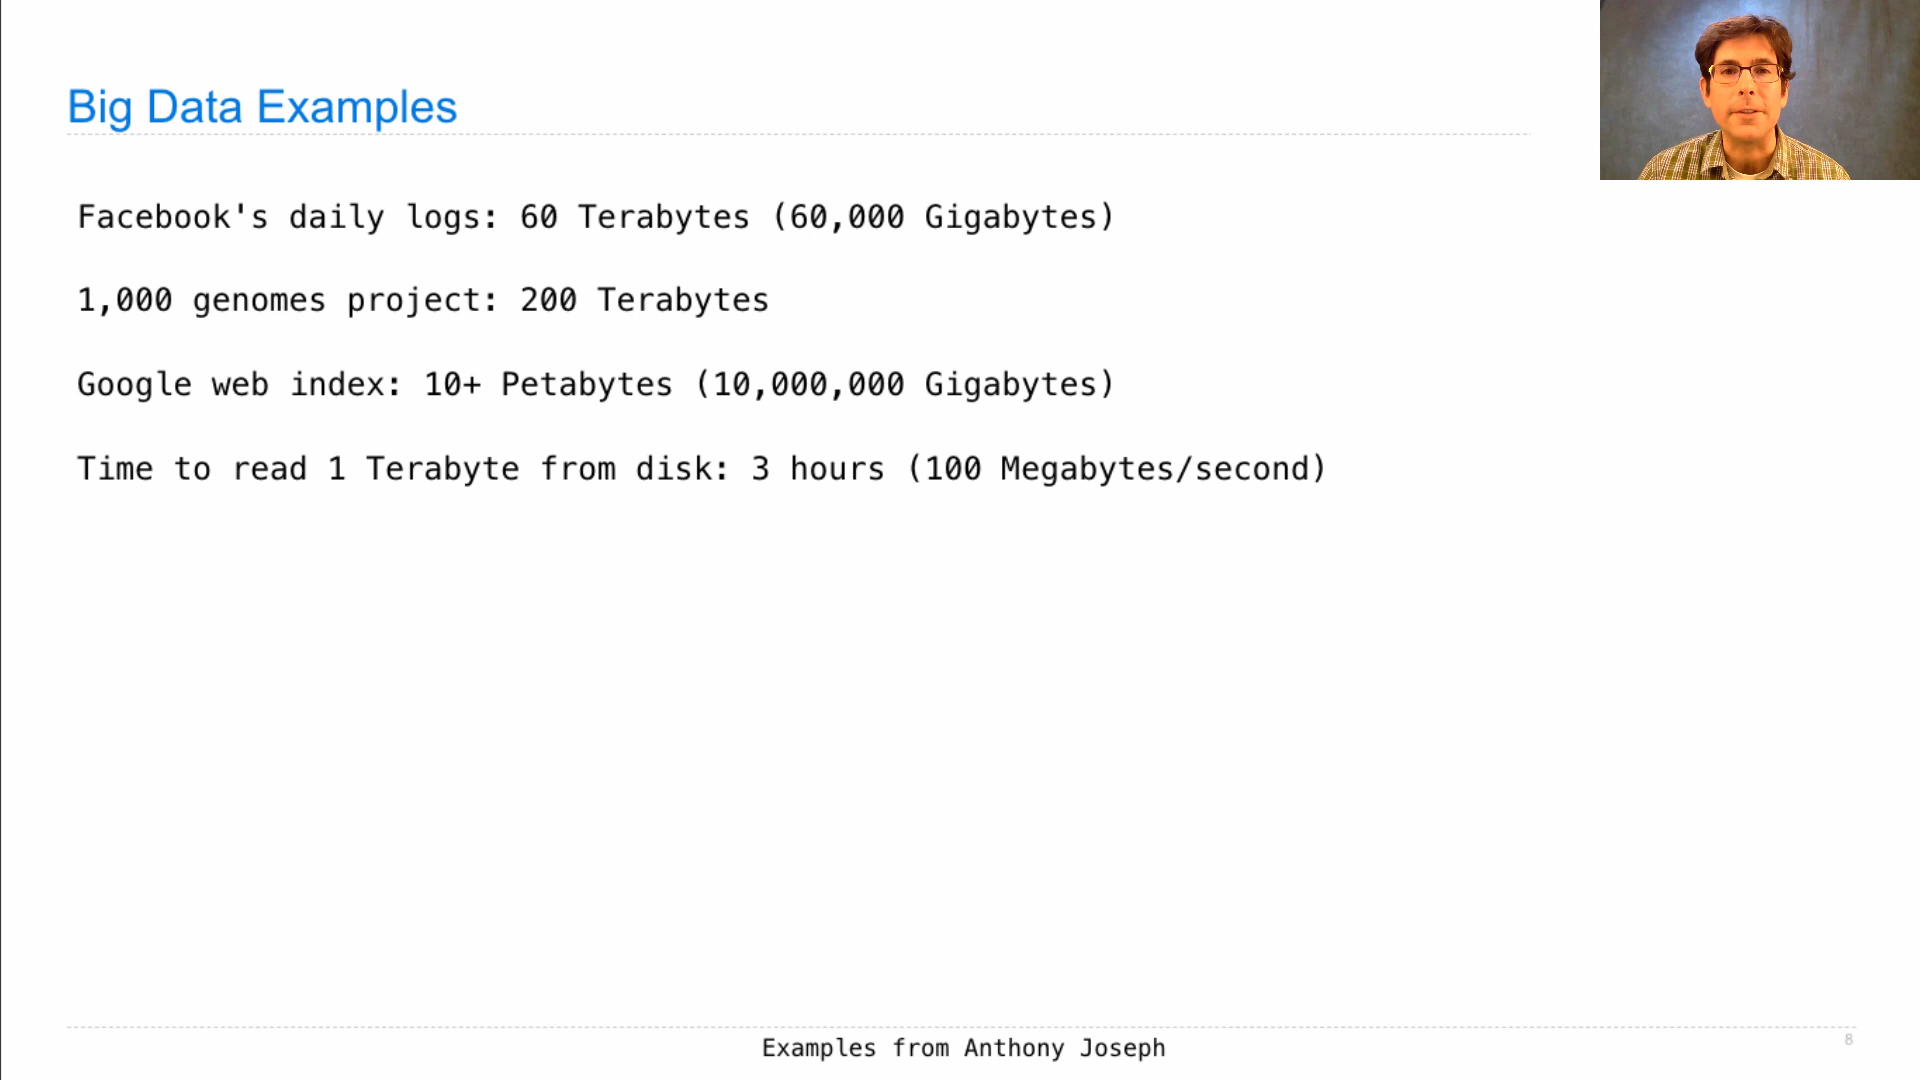 Big Data Examples
Facebook's daily logs: 60 Terabytes (60,000 Gigabytes)
1,000 genomes project: 200 Terabytes
Google web index: 10+ Petabytes (10,000,000 Gigabytes)
Time to read 1 Terabyte from disk: 3 hours (100 Megabytes/second)
Examples from Anthony Joseph
8